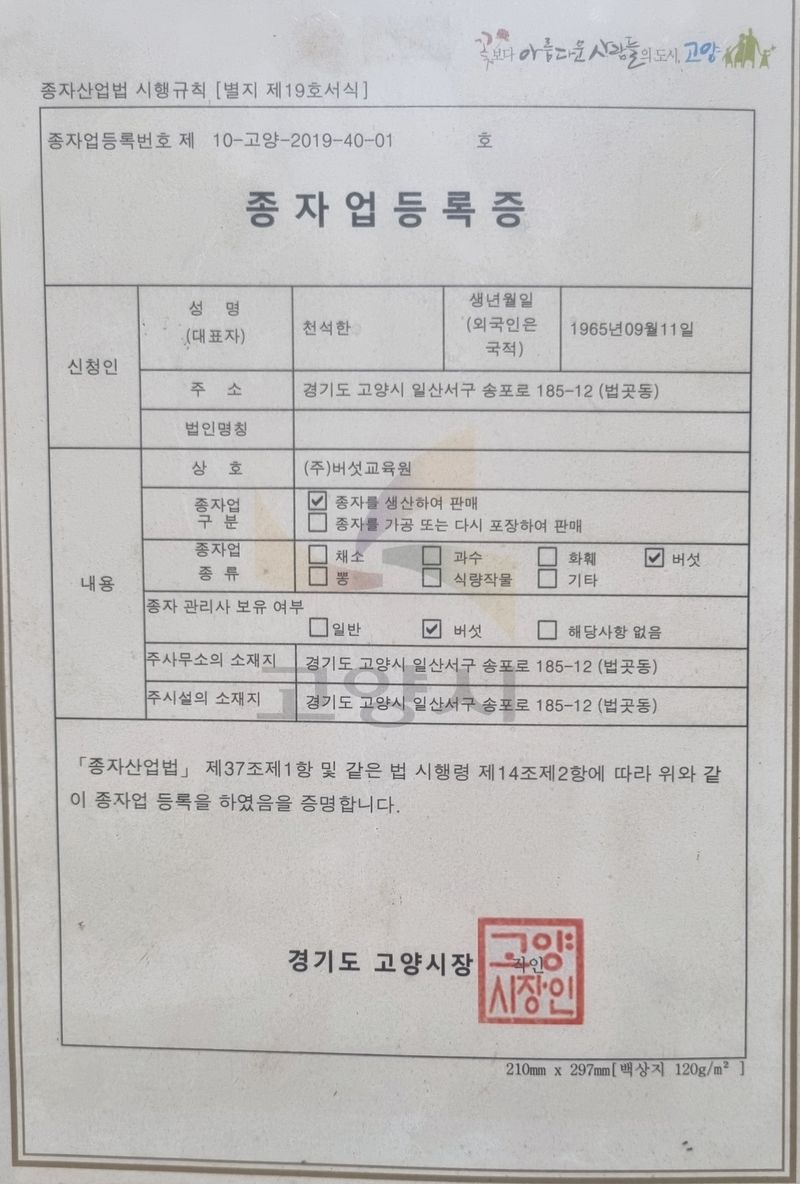 꽃보다 아름다운 사람들의 도시, 고양
종자산업법 시행규칙 [별지 제19호서식]
종자업등록번호 제 10-고양-2019-40-01 호
종자업등록증
신청인
성 명
(대표자)
천석한
생년월일
(외국인은
국적)
1965년09월11일
주 소
경기도 고양시 일산서구 송포로 185-12 (법곳동)
법인명칭
내용
상 호
(주)버섯교육원
종자업
구 분
☑ 종자를 생산하여 판매
☐ 종자를 가공 또는 다시 포장하여 판매
종자업
종 류
☐ 채소 ☐ 과수 ☐ 화훼 ☑ 버섯
☐ 뽕 ☐ 식량작물 ☐ 기타
종자 관리사 보유 여부
☐ 일반 ☑ 버섯 ☐ 해당사항 없음
주사무소의 소재지
경기도 고양시 일산서구 송포로 185-12 (법곳동)
주시설의 소재지
경기도 고양시 일산서구 송포로 185-12 (법곳동)
고양시
「종자산업법」 제37조제1항 및 같은 법 시행령 제14조제2항에 따라 위와 같
이 종자업 등록을 하였음을 증명합니다.
경기도 고양시장
직인
고양
시장인
210mm x 297mm[백상지 120g/m² ]